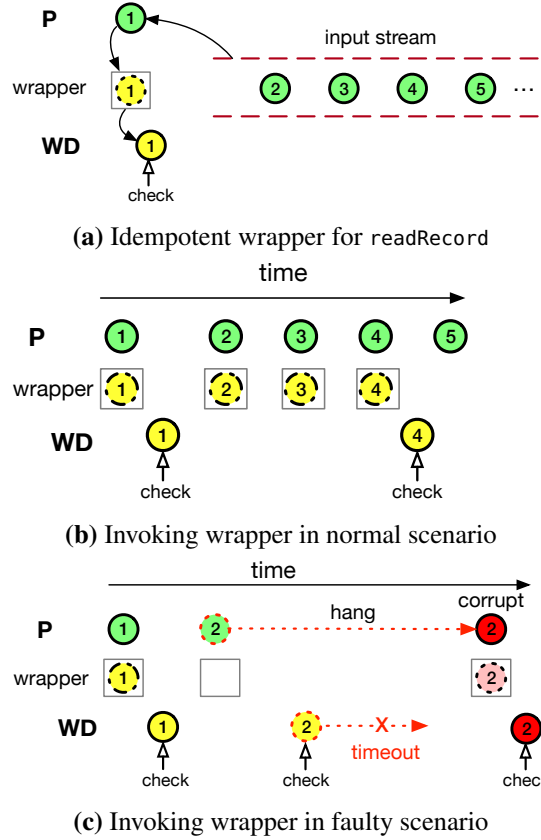 P 1 input stream
wrapper 1 2 3 4 5 ...
WD 1
check
(a) Idempotent wrapper for readRecord
time
P 1 2 3 4 5
wrapper 1 2 3 4
WD 1 4
check check
(b) Invoking wrapper in normal scenario
time
P 1 2 hang corrupt 2
wrapper 1 2
WD 1 2 X 2
timeout
check check chec
(c) Invoking wrapper in faulty scenario